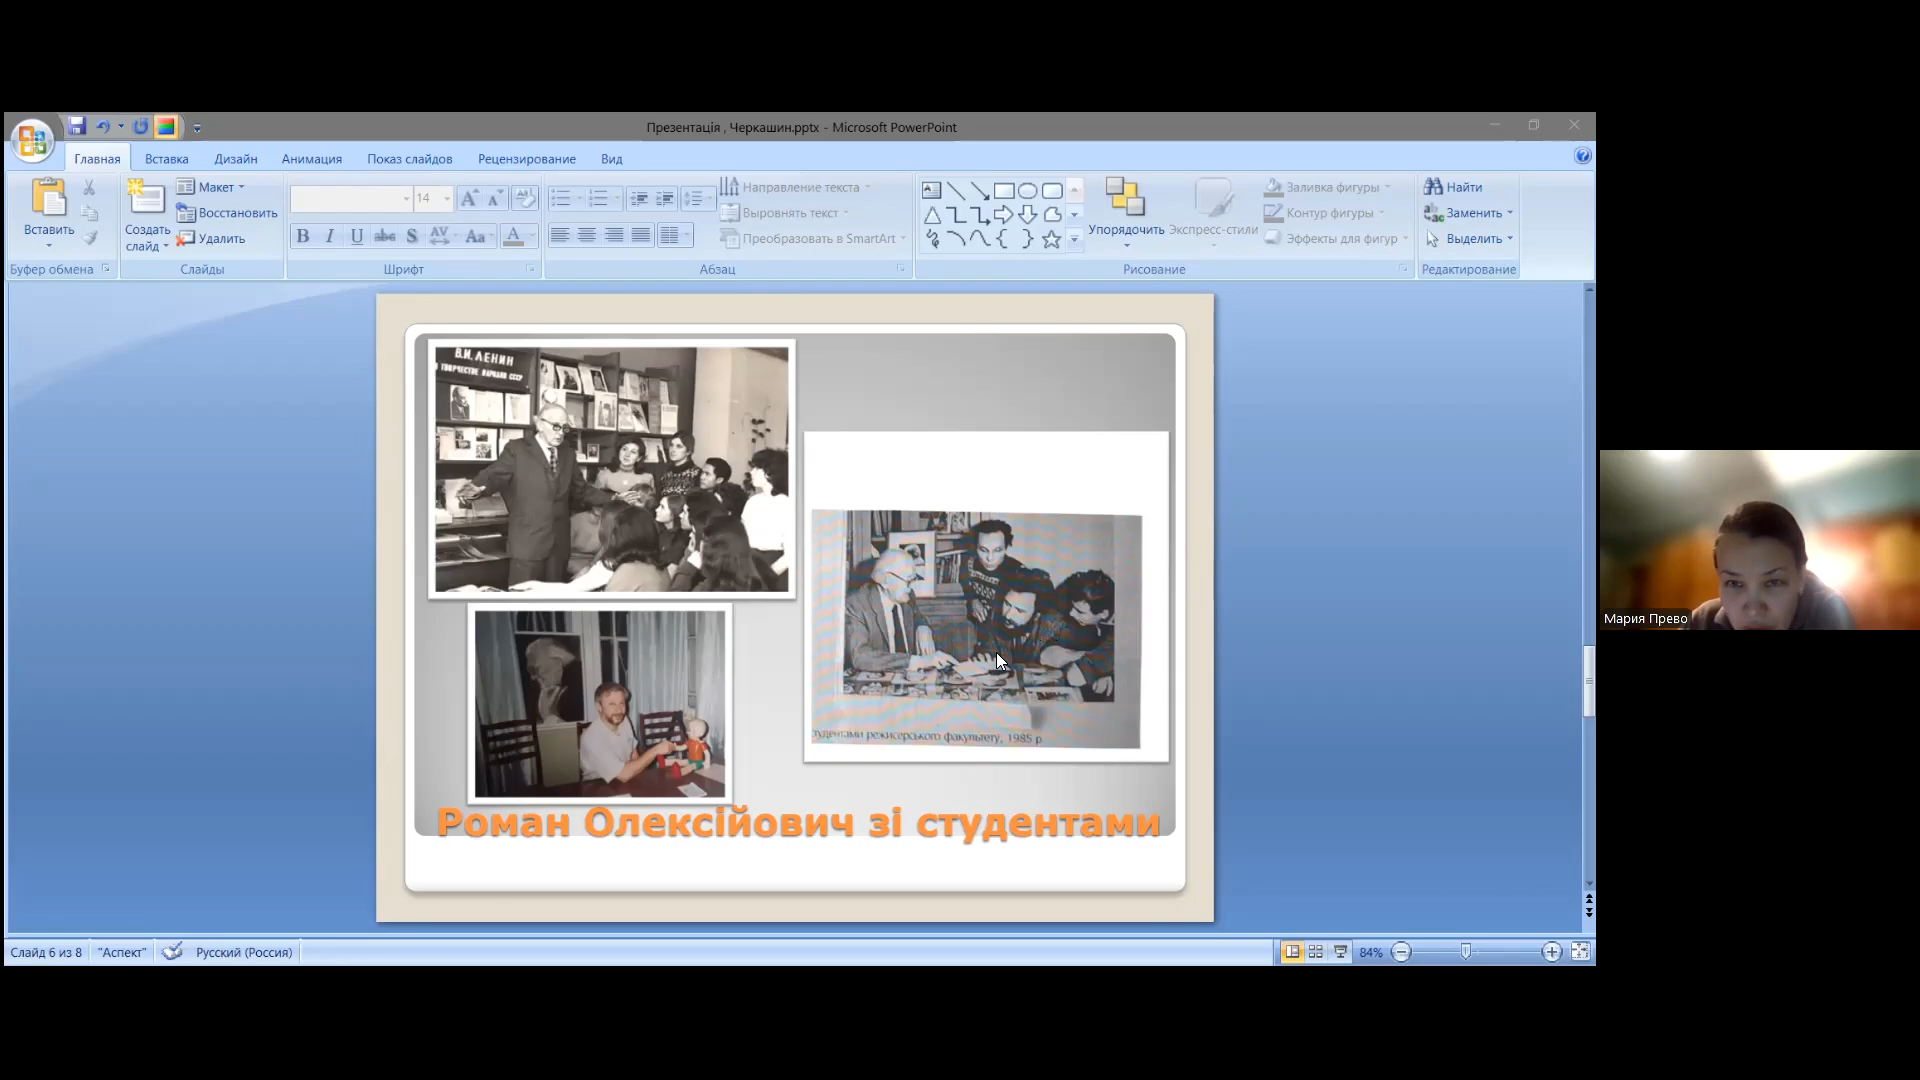 Презентація , Черкашин.pptx - Microsoft PowerPoint
Главная Вставка Дизайн Анимация Показ слайдов Рецензирование Вид
Вставить
Буфер обмена
Создать слайд
Макет
Восстановить
Удалить
Слайды
14
Шрифт
Направление текста
Выровнять текст
Преобразовать в SmartArt
Абзац
Упорядочить
Экспресс-стили
Заливка фигуры
Контур фигуры
Эффекты для фигур
Рисование
Найти
Заменить
Выделить
Редактирование
В.И. ЛЕНИН
ТВОРЧЕСТВЕ НАРОДОВ СССР
режисерського факультету, 1985 р
Роман Олексійович зі студентами
Мария Прево
Слайд 6 из 8 "Аспект" Русский (Россия) 84%